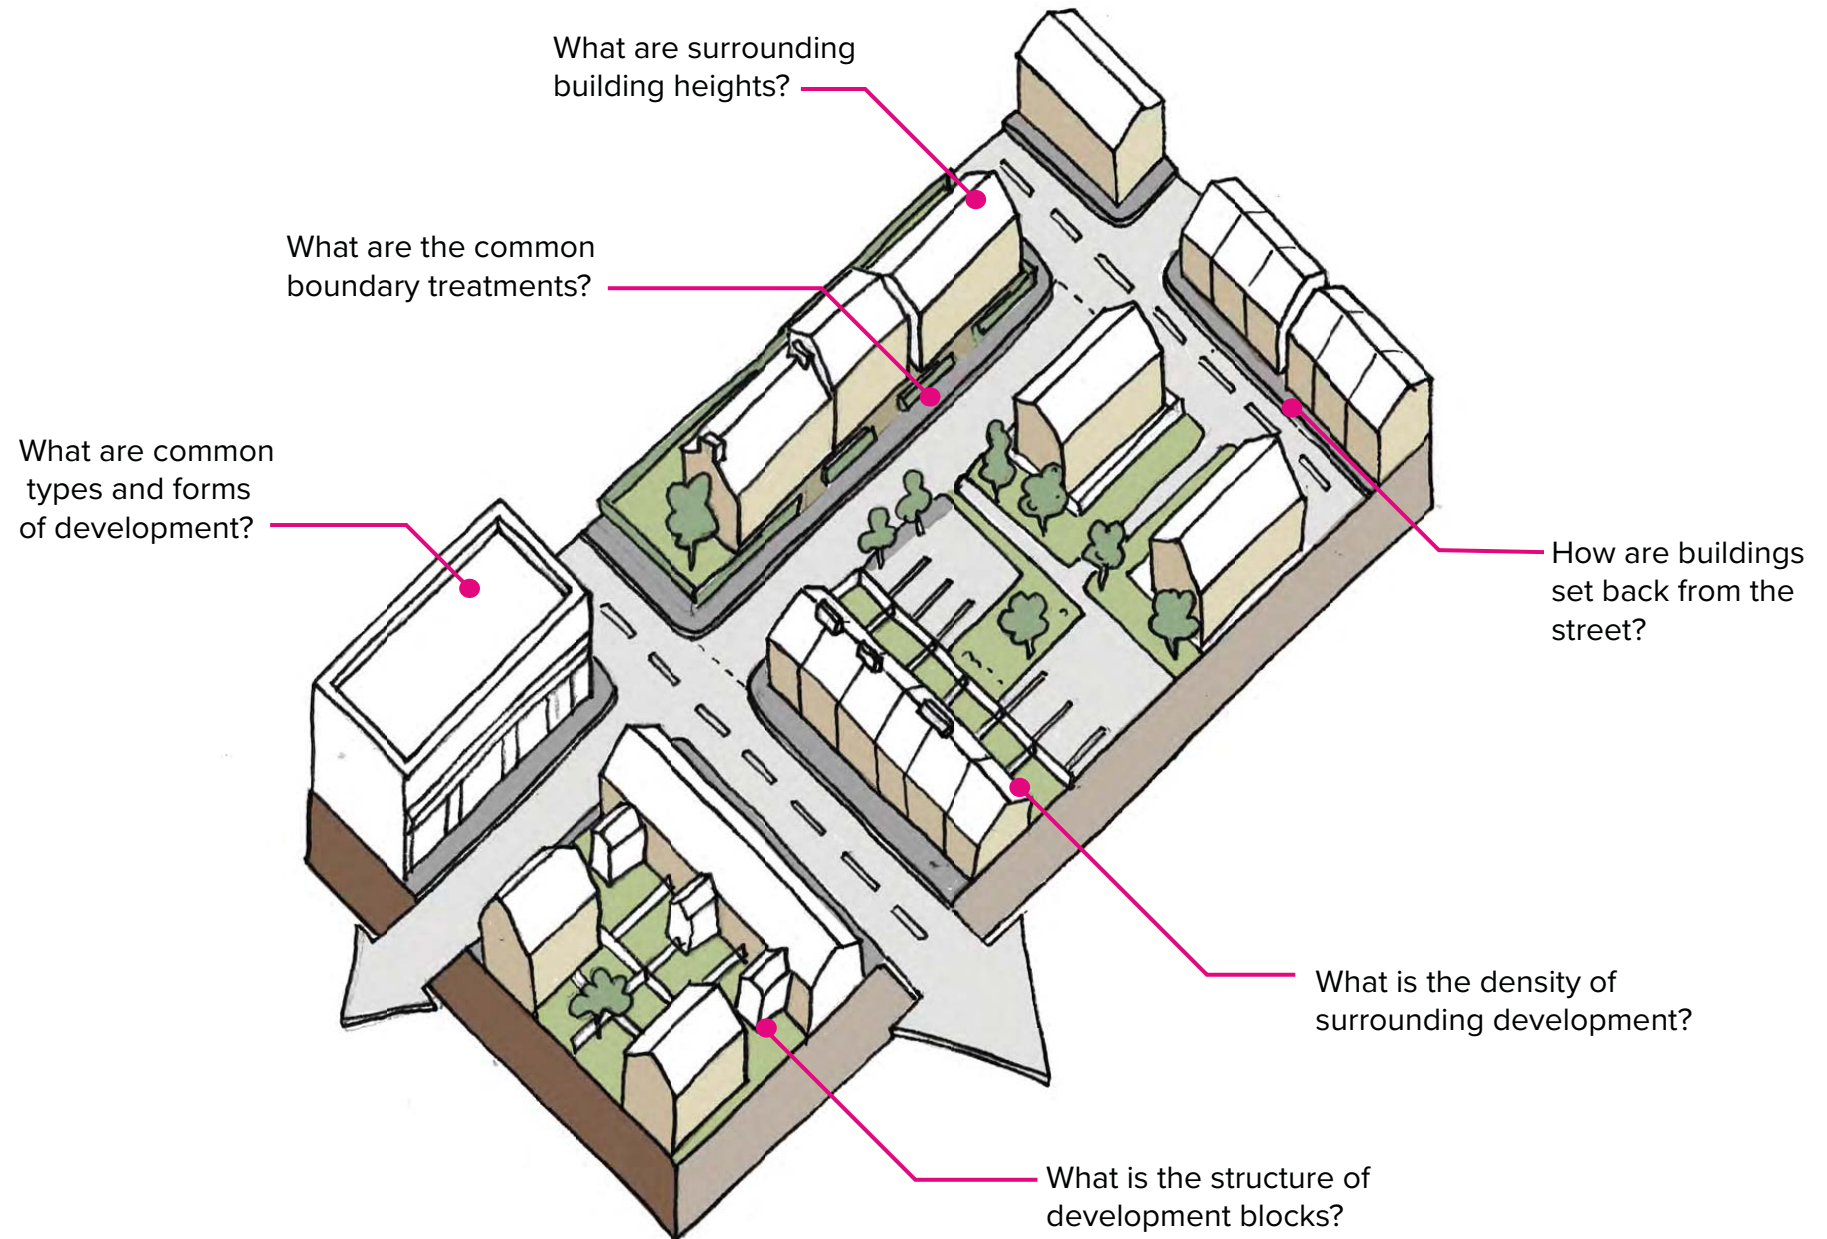 What are surrounding
building heights?
What are the common
boundary treatments?
What are common
types and forms
of development?
How are buildings
set back from the
street?
What is the density of
surrounding development?
What is the structure of
development blocks?